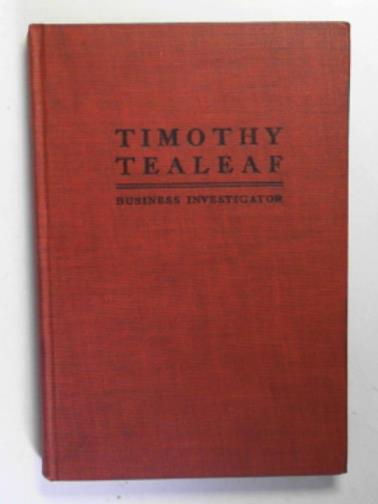 TIMOTHY
TEALEAF
BUSINESS INVESTIGATOR